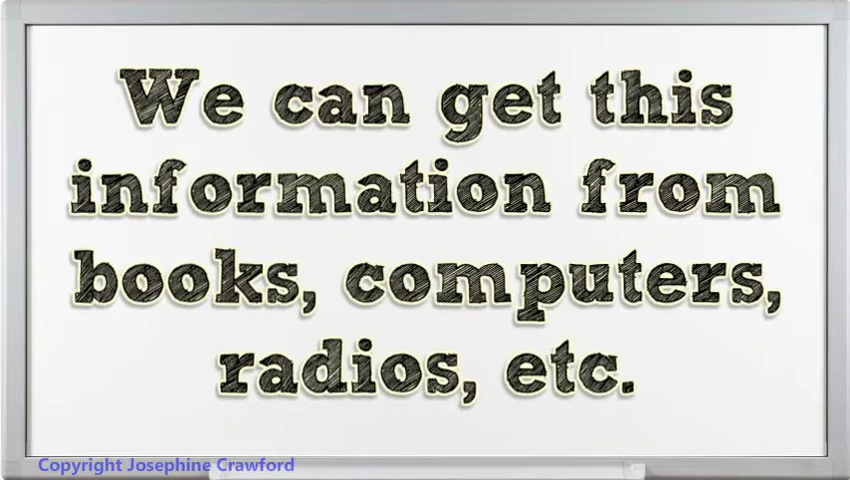 We can get this
information from
books, computers,
radios, etc.
Copyright Josephine Crawford